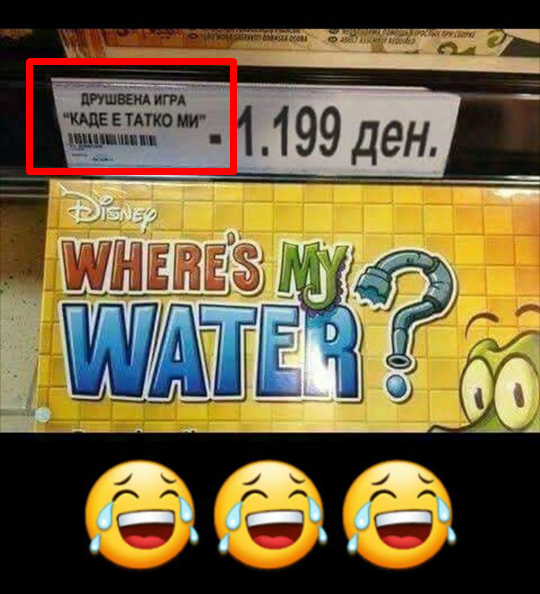 ДРУШВЕНА ИГРА
"КАДЕ Е ТАТКО МИ"
1.199 ден.
Disney
WHERE'S MY
WATER?